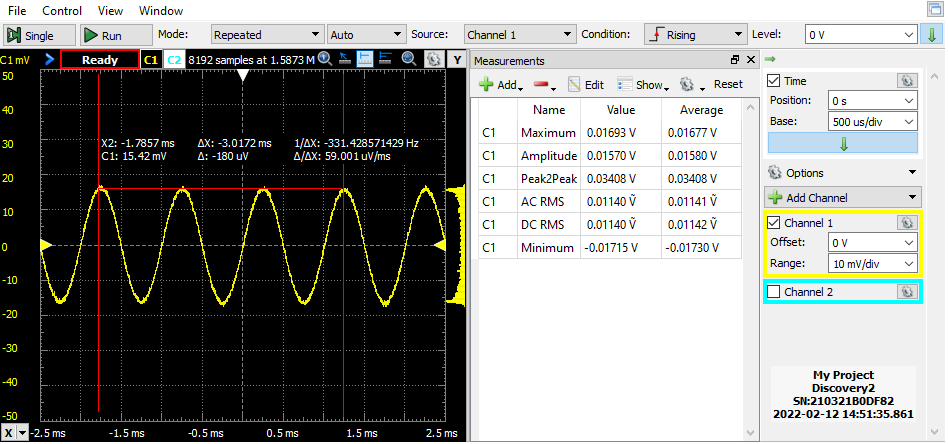 File Control View Window
Single Run Mode: Repeated Auto Source: Channel 1 Condition: Rising Level: 0 V
C1 mV Ready C1 C2 8192 samples at 1.5873 M Y
50
40
30
20
10
0
-10
-20
-30
-40
-50
X2: -1.7857 ms ΔX: -3.0172 ms 1/ΔX: -331.428571429 Hz
C1: 15.42 mV Δ: -180 uV Δ/ΔX: 59.001 uV/ms
X -2.5 ms -1.5 ms -0.5 ms 0.5 ms 1.5 ms 2.5 ms
Measurements
Add Edit Show Reset
Name Value Average
C1 Maximum 0.01693 V 0.01677 V
C1 Amplitude 0.01570 V 0.01580 V
C1 Peak2Peak 0.03408 V 0.03408 V
C1 AC RMS 0.01140 Ṽ 0.01141 Ṽ
C1 DC RMS 0.01140 Ṽ 0.01142 Ṽ
C1 Minimum -0.01715 V -0.01730 V
Time
Position: 0 s
Base: 500 us/div
Options
Add Channel
Channel 1
Offset: 0 V
Range: 10 mV/div
Channel 2
My Project
Discovery2
SN:210321B0DF82
2022-02-12 14:51:35.861